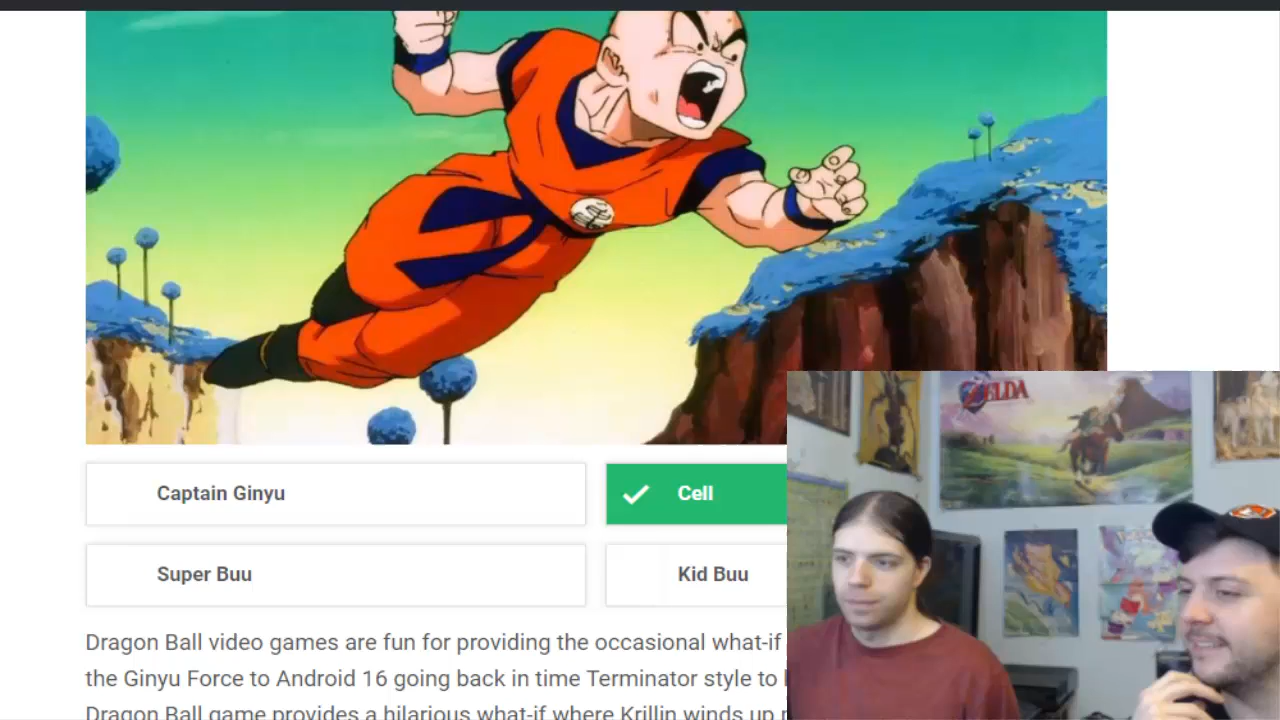 ZELDA
Captain Ginyu
Cell
Super Buu
Kid Buu
Dragon Ball video games are fun for providing the occasional what-if
the Ginyu Force to Android 16 going back in time Terminator style to
Dragon Ball game provides a hilarious what-if where Krillin winds up